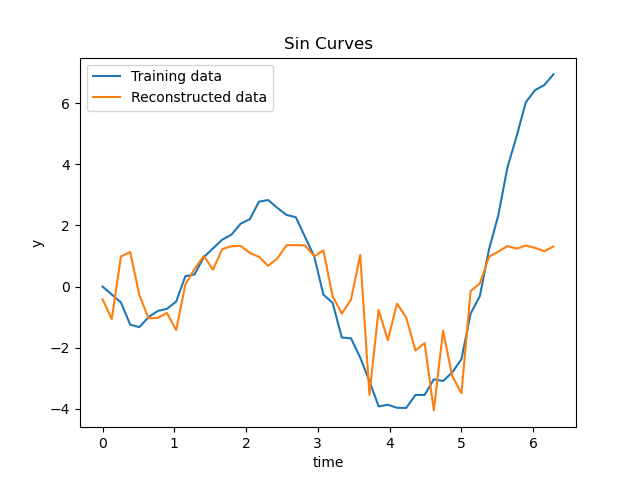 Sin Curves
Training data
Reconstructed data
y
6
4
2
0
−2
−4
0 1 2 3 4 5 6
time